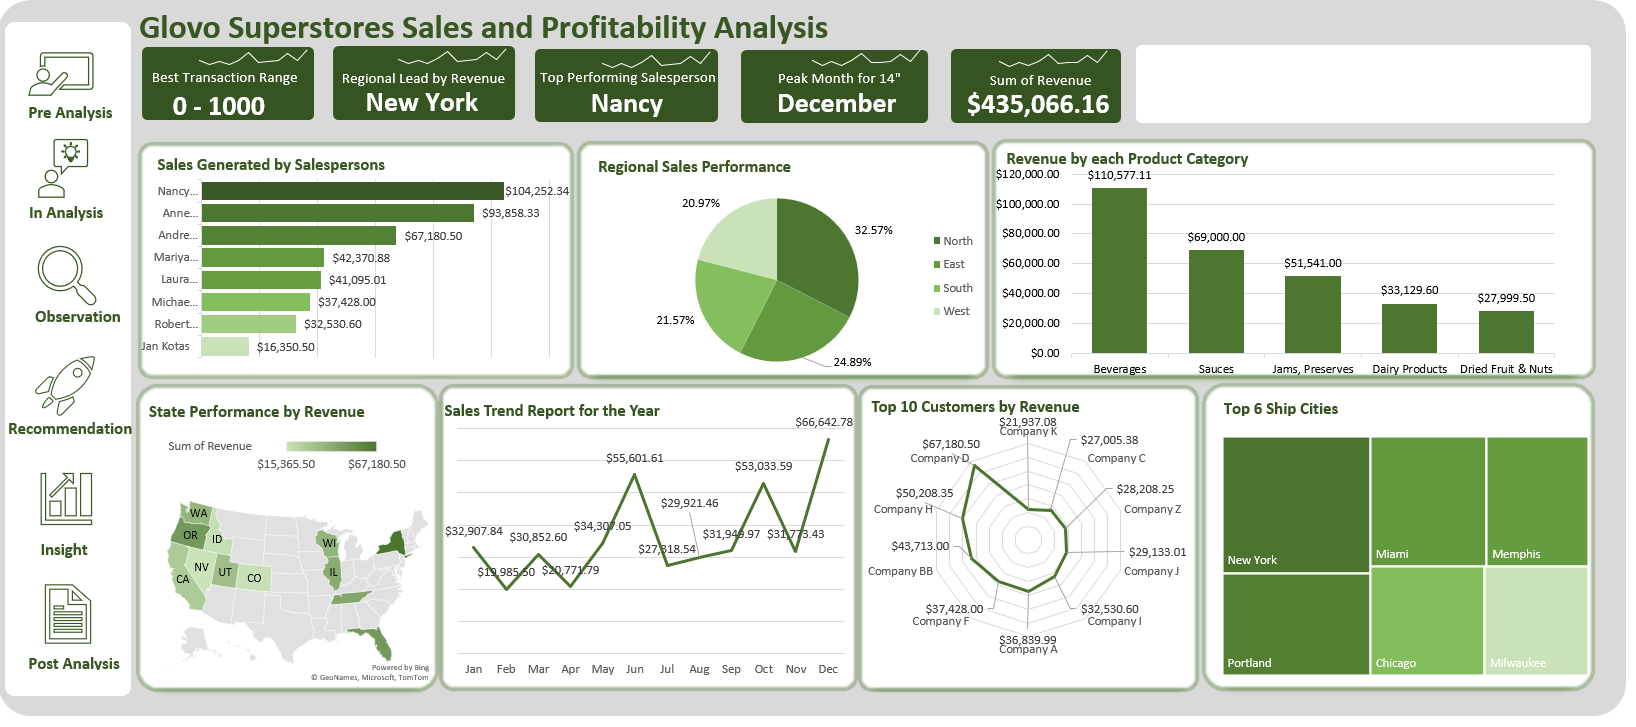 Glovo Superstores Sales and Profitability Analysis
Pre Analysis
In Analysis
Observation
Recommendation
Insight
Post Analysis
Best Transaction Range
0 - 1000
Regional Lead by Revenue
New York
Top Performing Salesperson
Nancy
Peak Month for 14"
December
Sum of Revenue
$435,066.16
Sales Generated by Salespersons
Nancy... $104,252.34
Anne... $93,858.33
Andre... $67,180.50
Mariya... $42,370.88
Laura... $41,095.01
Michae... $37,428.00
Robert... $32,530.60
Jan Kotas $16,350.50
Regional Sales Performance
20.97%
32.57%
21.57%
24.89%
North
East
South
West
Revenue by each Product Category
$120,000.00
$100,000.00
$80,000.00
$60,000.00
$40,000.00
$20,000.00
$0.00
$110,577.11
$69,000.00
$51,541.00
$33,129.60
$27,999.50
Beverages Sauces Jams, Preserves Dairy Products Dried Fruit & Nuts
State Performance by Revenue
Sum of Revenue
$15,365.50 $67,180.50
WA
OR
ID
WI
NV
UT
CO
CA
IL
Powered by Bing
© GeoNames, Microsoft, TomTom
Sales Trend Report for the Year
$32,907.84
$19,985.50
$30,852.60
$20,771.79
$34,307.05
$55,601.61
$27,318.54
$29,921.46
$31,949.97
$53,033.59
$31,773.43
$66,642.78
Jan Feb Mar Apr May Jun Jul Aug Sep Oct Nov Dec
Top 10 Customers by Revenue
$21,937.08
Company K
$27,005.38
Company C
$28,208.25
Company Z
$29,133.01
Company J
$32,530.60
Company I
$36,839.99
Company A
$37,428.00
Company F
$43,713.00
Company BB
$50,208.35
Company H
$67,180.50
Company D
Top 6 Ship Cities
New York
Miami
Memphis
Portland
Chicago
Milwaukee